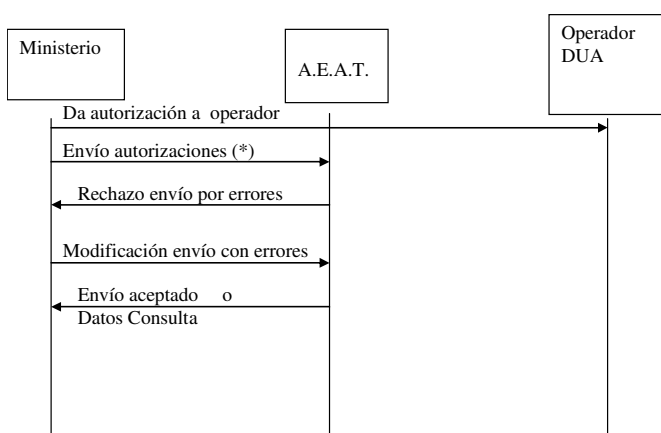 Ministerio
A.E.A.T.
Operador
DUA
Da autorización a operador
Envío autorizaciones (*)
Rechazo envío por errores
Modificación envío con errores
Envío aceptado o
Datos Consulta